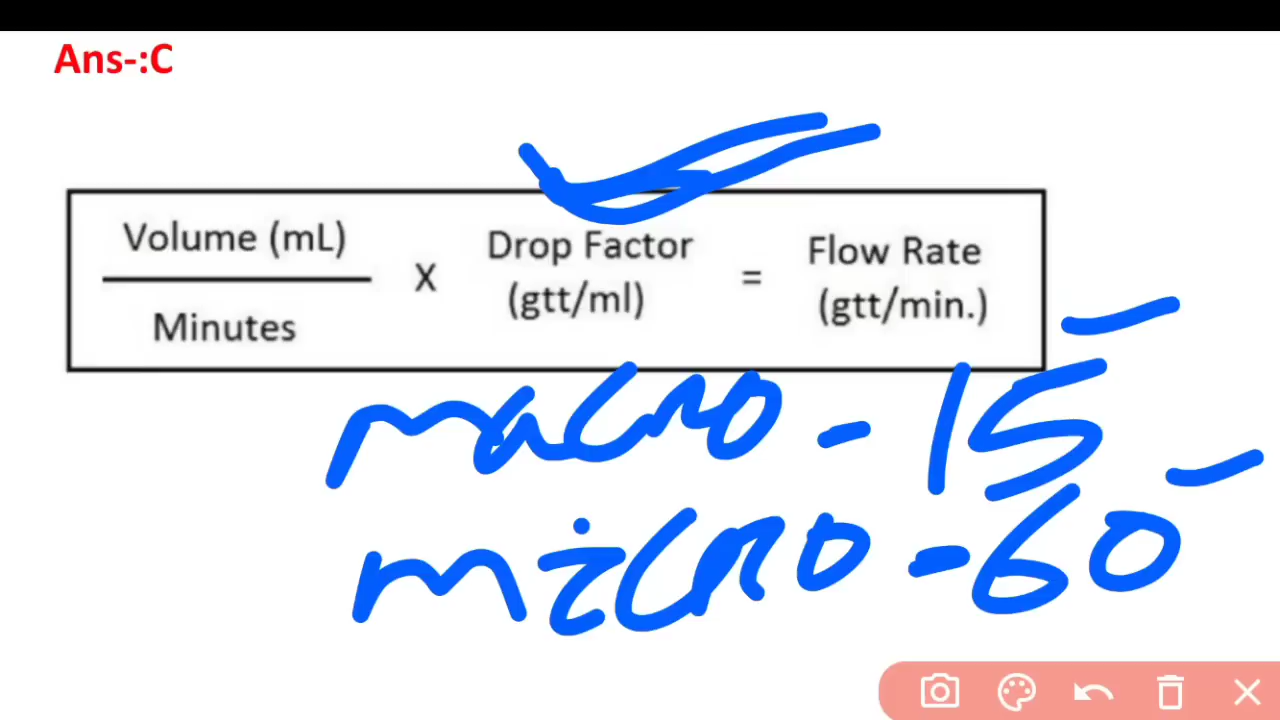 Ans-:C
Volume (mL)
Minutes
X
Drop Factor
(gtt/ml)
=
Flow Rate
(gtt/min.)
macro - 15
micro - 60